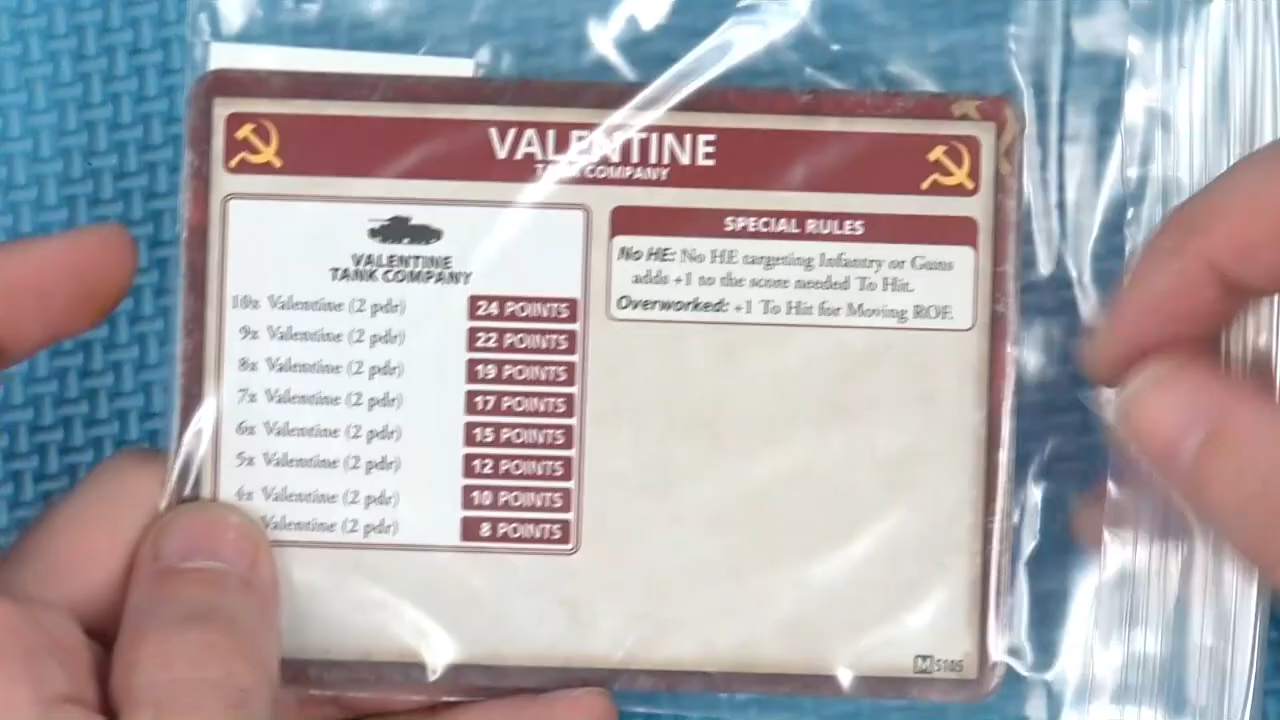 VALENTINE
TANK COMPANY
VALENTINE
TANK COMPANY
10x Valentine (2 pdr) 24 POINTS
9x Valentine (2 pdr) 22 POINTS
8x Valentine (2 pdr) 19 POINTS
7x Valentine (2 pdr) 17 POINTS
6x Valentine (2 pdr) 15 POINTS
5x Valentine (2 pdr) 12 POINTS
4x Valentine (2 pdr) 10 POINTS
Valentine (2 pdr) 8 POINTS
SPECIAL RULES
No HE: No HE targeting Infantry or Guns
adds +1 to the score needed To Hit.
Overworked: +1 To Hit for Moving ROF.
M 5105